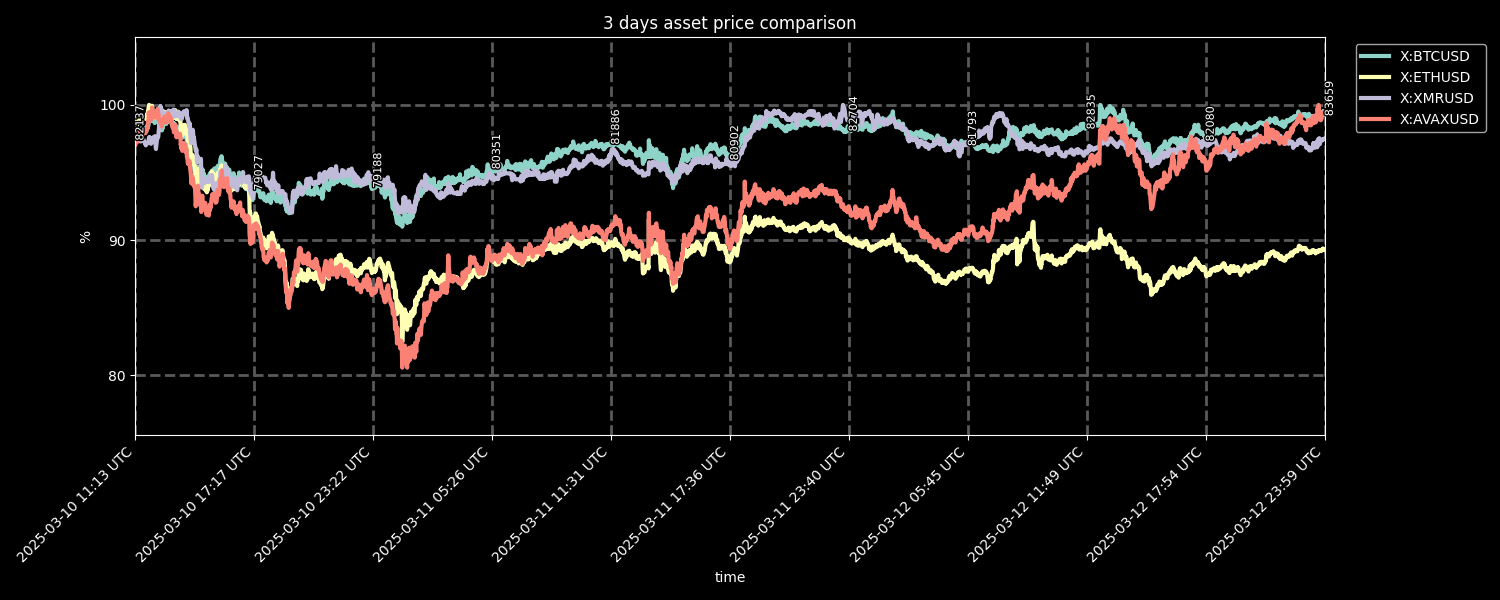 3 days asset price comparison
X:BTCUSD
X:ETHUSD
X:XMRUSD
X:AVAXUSD
100
90
80
%
79027
79188
80351
81886
80902
82704
81793
82835
82080
83659
2025-03-10 11:13 UTC
2025-03-10 17:17 UTC
2025-03-10 23:22 UTC
2025-03-11 05:26 UTC
2025-03-11 11:31 UTC
2025-03-11 17:36 UTC
2025-03-11 23:40 UTC
2025-03-12 05:45 UTC
2025-03-12 11:49 UTC
2025-03-12 17:54 UTC
2025-03-12 23:59 UTC
time